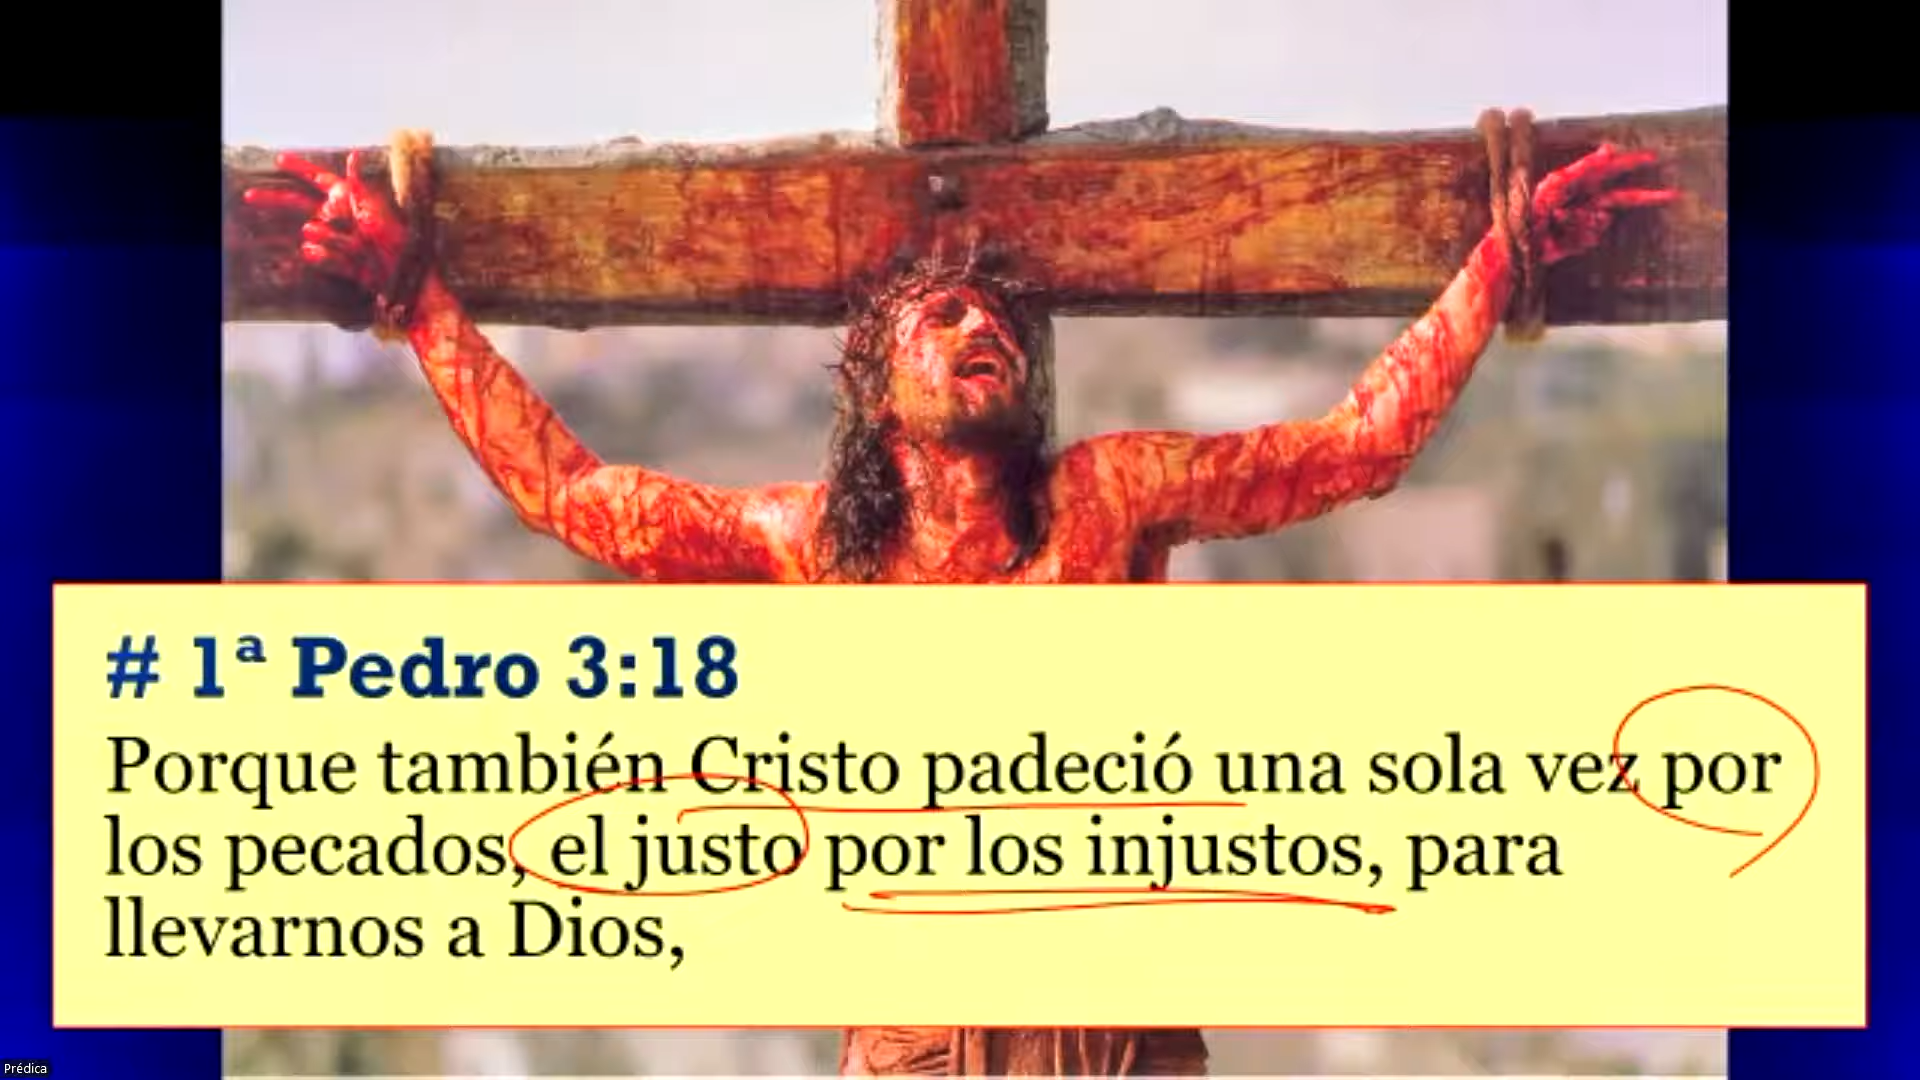 # 1ª Pedro 3:18
Porque también Cristo padeció una sola vez por
los pecados, el justo por los injustos, para
llevarnos a Dios,
Prédica